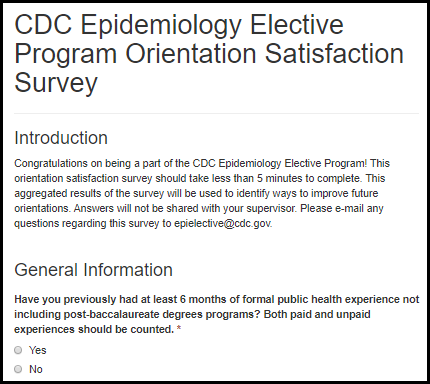 CDC Epidemiology Elective
Program Orientation Satisfaction
Survey
Introduction
Congratulations on being a part of the CDC Epidemiology Elective Program! This
orientation satisfaction survey should take less than 5 minutes to complete. This
aggregated results of the survey will be used to identify ways to improve future
orientations. Answers will not be shared with your supervisor. Please e-mail any
questions regarding this survey to epielective@cdc.gov.
General Information
Have you previously had at least 6 months of formal public health experience not
including post-baccalaureate degrees programs? Both paid and unpaid
experiences should be counted. *
Yes
No